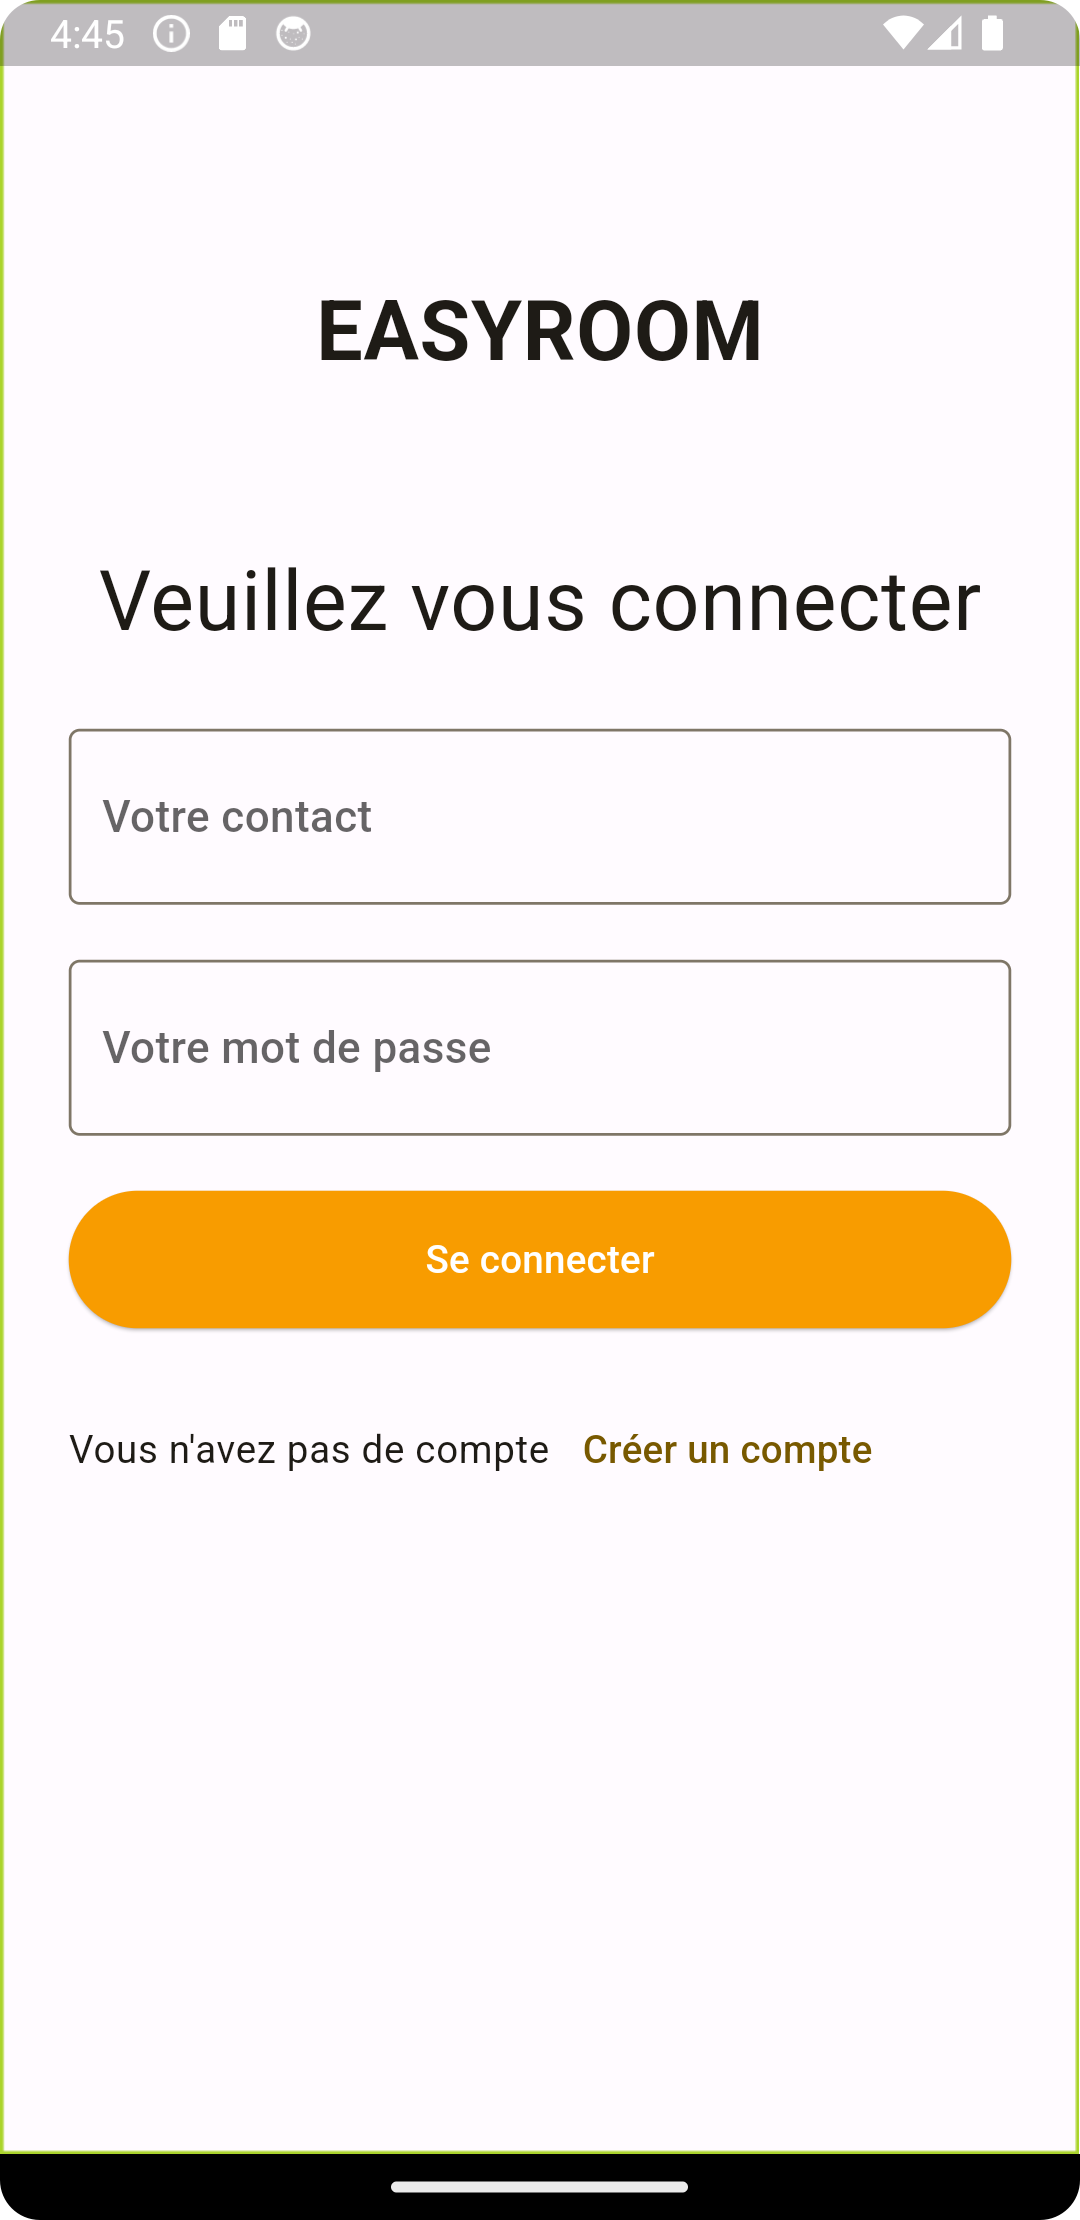 4:45
EASYROOM
Veuillez vous connecter
Votre contact
Votre mot de passe
Se connecter
Vous n'avez pas de compte Créer un compte